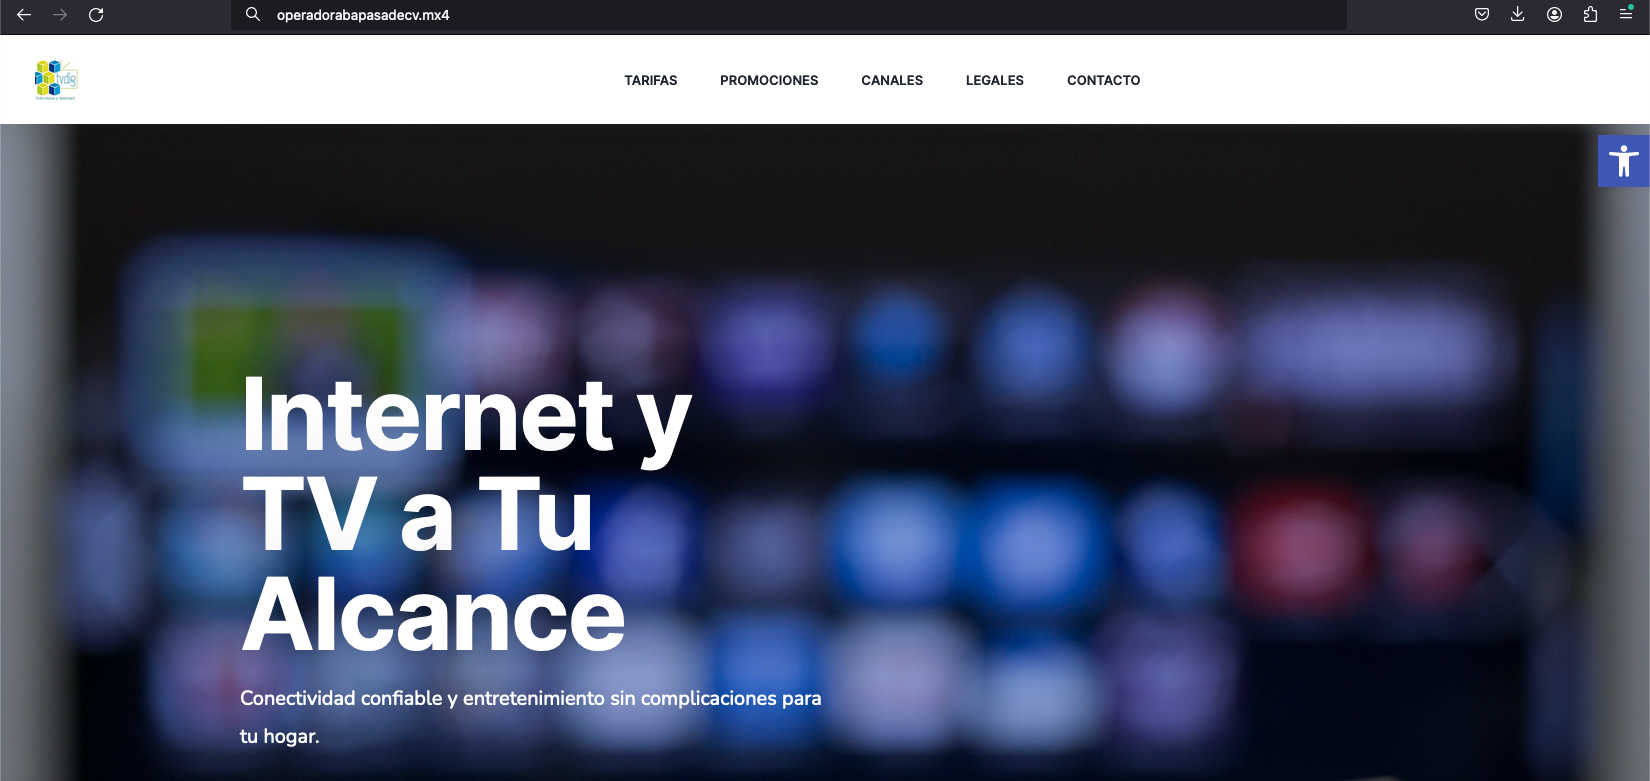 operadorabapasadecv.mx4
tvdig
Televisión e Internet
TARIFAS PROMOCIONES CANALES LEGALES CONTACTO
Internet y
TV a Tu
Alcance
Conectividad confiable y entretenimiento sin complicaciones para
tu hogar.